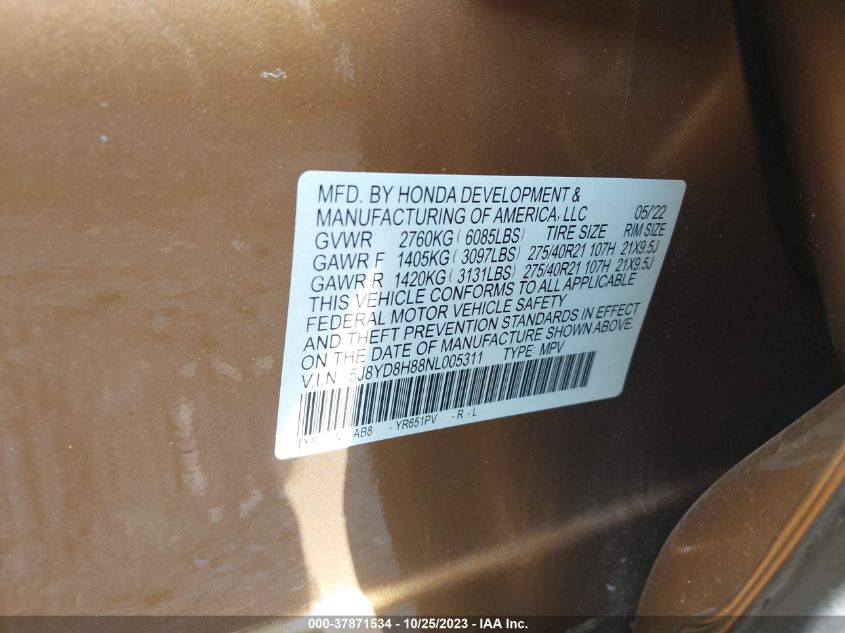 MFD. BY HONDA DEVELOPMENT &
MANUFACTURING OF AMERICA, LLC 05/'22
GVWR 2760KG ( 6085LBS) TIRE SIZE RIM SIZE
GAWR F 1405KG ( 3097LBS) 275/40R21 107H 21X9.5J
GAWR R 1420KG ( 3131LBS) 275/40R21 107H 21X9.5J
THIS VEHICLE CONFORMS TO ALL APPLICABLE
FEDERAL MOTOR VEHICLE SAFETY
AND THEFT PREVENTION STANDARDS IN EFFECT
ON THE DATE OF MANUFACTURE SHOWN ABOVE.
V.I.N 5J8YD8H88NL005311 TYPE: MPV
AB8 - YR651PV - R - L
000-37871534 - 10/25/2023 - IAA Inc.